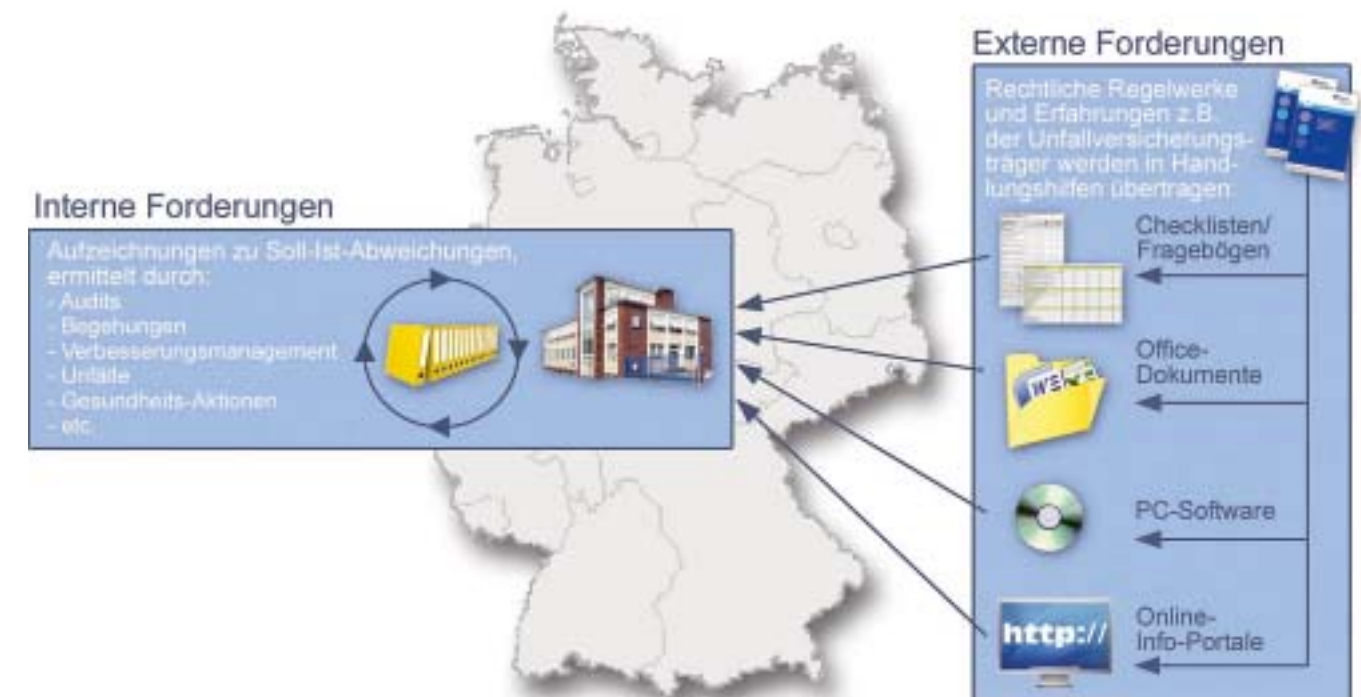 Interne Forderungen
Aufzeichnungen zu Soll-Ist-Abweichungen,
ermittelt durch:
- Audits
- Begehungen
- Verbesserungsmanagement
- Unfälle
- Gesundheits-Aktionen
- etc.
Externe Forderungen
Rechtliche Regelwerke
und Erfahrungen z.B.
der Unfallversicherungs-
träger werden in Hand-
lungshilfen übertragen:
Checklisten/
Fragebögen
Office-
Dokumente
PC-Software
http://
Online-
Info-Portale